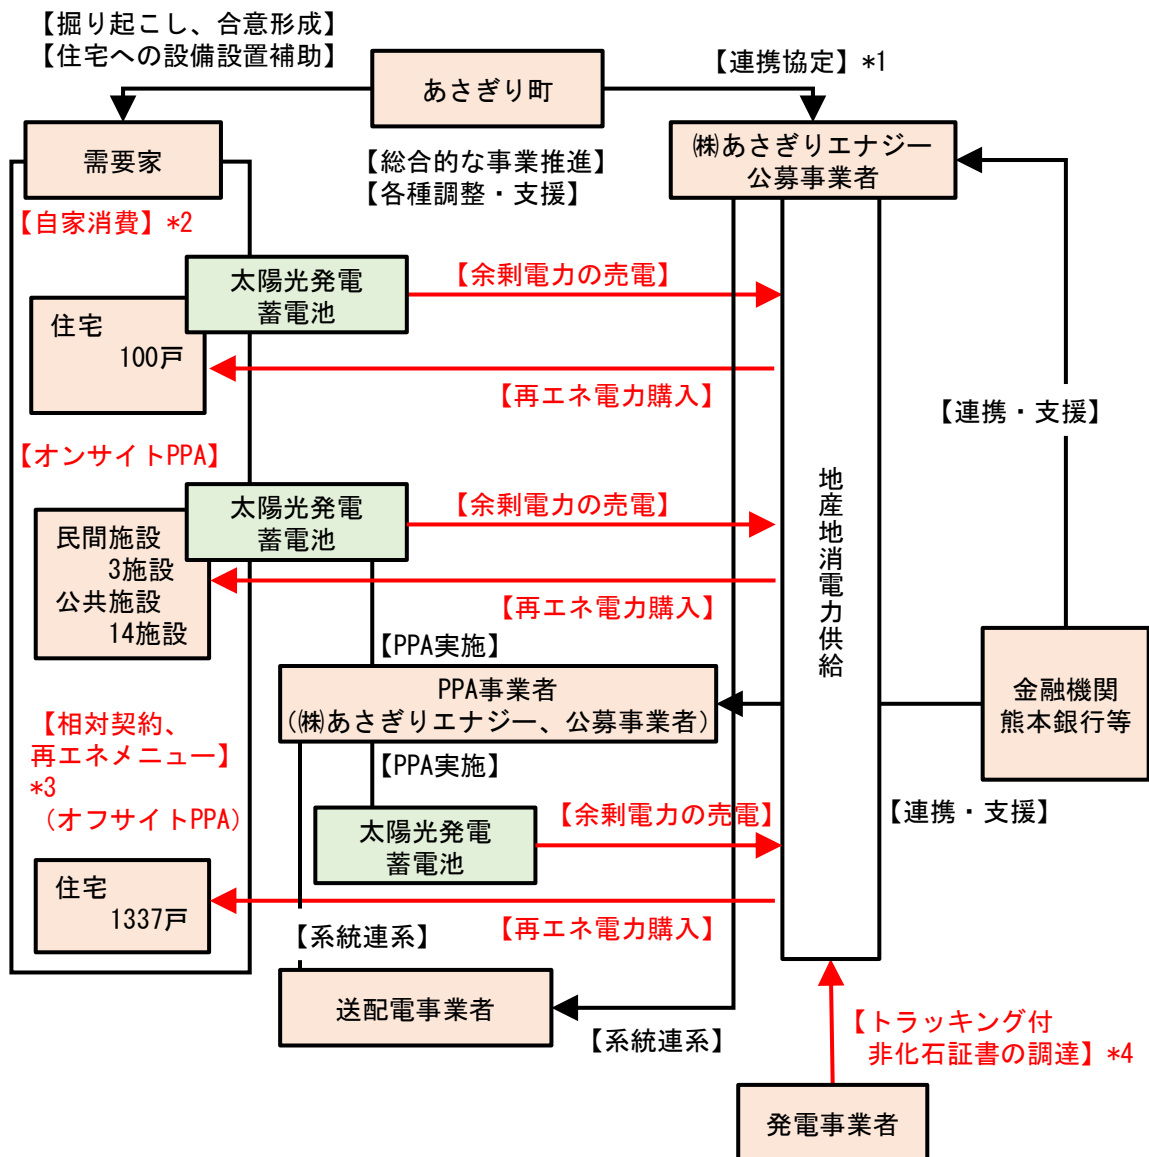 【掘り起こし、合意形成】
【住宅への設備設置補助】
あさぎり町
【連携協定】*1
需要家
【総合的な事業推進】
【各種調整・支援】
㈱あさぎりエナジー
公募事業者
【自家消費】*2
太陽光発電
蓄電池
【余剰電力の売電】
住宅
100戸
【再エネ電力購入】
【連携・支援】
【オンサイトPPA】
太陽光発電
蓄電池
【余剰電力の売電】
民間施設
3施設
公共施設
14施設
【再エネ電力購入】
地産地消電力供給
【PPA実施】
PPA事業者
(㈱あさぎりエナジー、公募事業者)
金融機関
熊本銀行等
【相対契約、
再エネメニュー】
*3
(オフサイトPPA)
【PPA実施】
【余剰電力の売電】
【連携・支援】
太陽光発電
蓄電池
住宅
1337戸
【再エネ電力購入】
【系統連系】
送配電事業者
【系統連系】
【トラッキング付
非化石証書の調達】*4
発電事業者